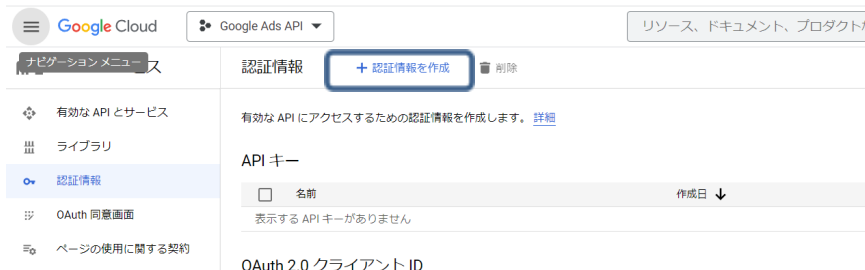 Google Cloud
Google Ads API
リソース、ドキュメント、プロダクト
ナビゲーション メニュー
ス
認証情報
+ 認証情報を作成
削除
有効な API とサービス
ライブラリ
認証情報
OAuth 同意画面
ページの使用に関する契約
有効な API にアクセスするための認証情報を作成します。 詳細
API キー
名前
作成日
表示する API キーがありません
OAuth 2.0 クライアント ID